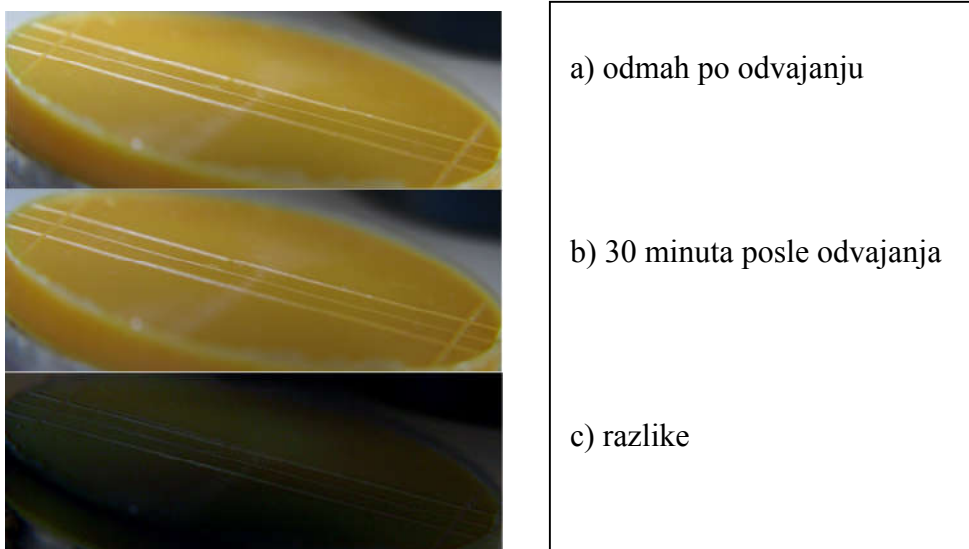 a) odmah po odvajanju
b) 30 minuta posle odvajanja
c) razlike